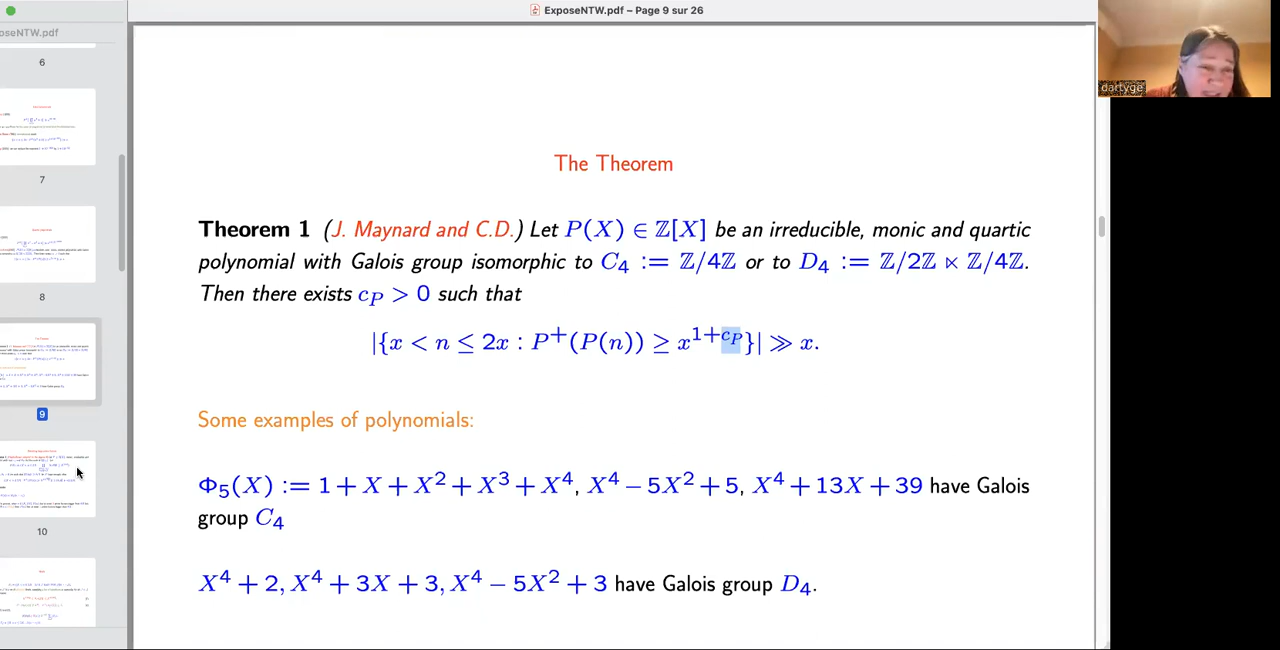 ExposeNTW.pdf – Page 9 sur 26
oseNTW.pdf
6
7
8
9
10
dartyge
The Theorem
Theorem 1 (J. Maynard and C.D.) Let P(X) ∈ ℤ[X] be an irreducible, monic and quartic
polynomial with Galois group isomorphic to C₄ := ℤ/4ℤ or to D₄ := ℤ/2ℤ ⋉ ℤ/4ℤ.
Then there exists c_P > 0 such that
|{x < n ≤ 2x : P⁺(P(n)) ≥ x^{1+c_P}}| ≫ x.
Some examples of polynomials:
Φ₅(X) := 1 + X + X² + X³ + X⁴, X⁴ − 5X² + 5, X⁴ + 13X + 39 have Galois
group C₄
X⁴ + 2, X⁴ + 3X + 3, X⁴ − 5X² + 3 have Galois group D₄.